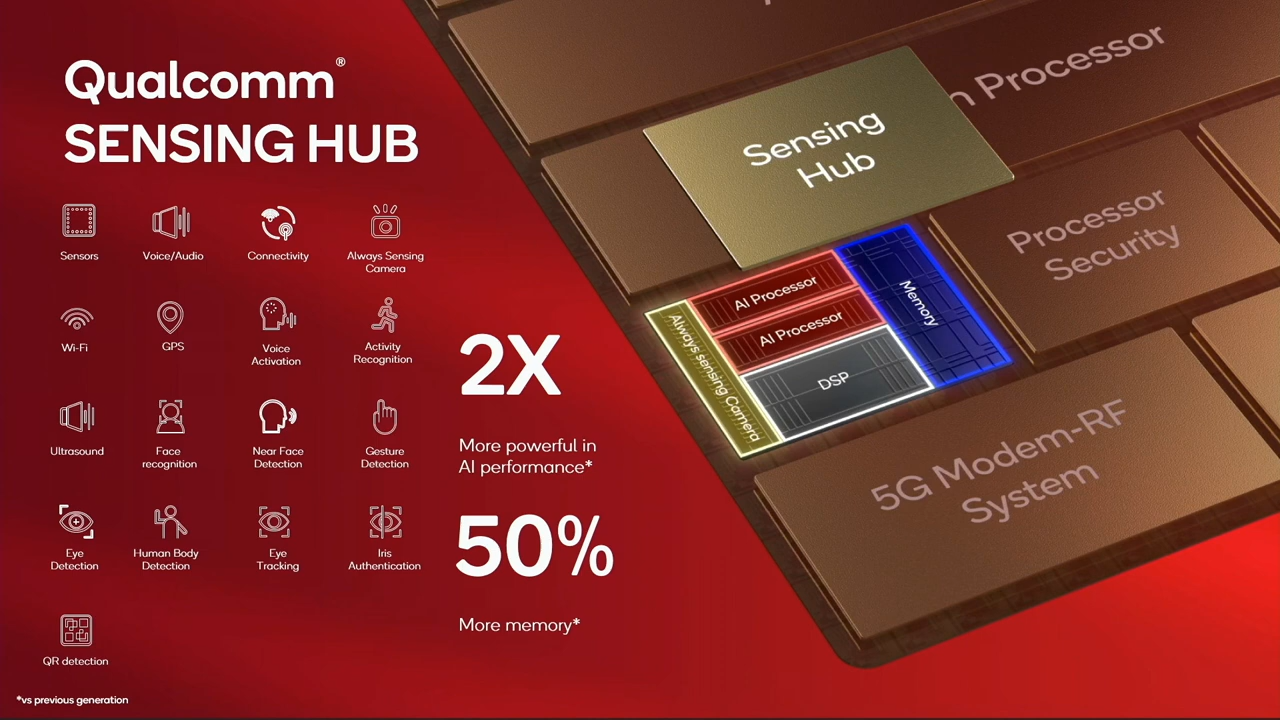 Qualcomm®
SENSING HUB
Sensors
Voice/Audio
Connectivity
Always Sensing
Camera
Wi-Fi
GPS
Voice
Activation
Activity
Recognition
Ultrasound
Face
recognition
Near Face
Detection
Gesture
Detection
Eye
Detection
Human Body
Detection
Eye
Tracking
Iris
Authentication
QR detection
*vs previous generation
2X
More powerful in
AI performance*
50%
More memory*
n Processor
Sensing
Hub
Processor
Security
AI Processor
AI Processor
Memory
DSP
Always sensing Camera
5G Modem-RF
System